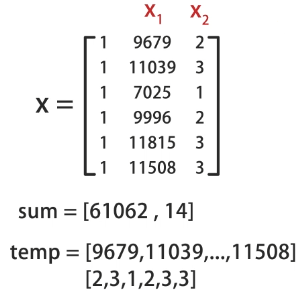 x₁ x₂
1 9679 2
1 11039 3
1 7025 1
x = 1 9996 2
1 11815 3
1 11508 3
sum = [61062 , 14]
temp = [9679,11039,...,11508]
[2,3,1,2,3,3]